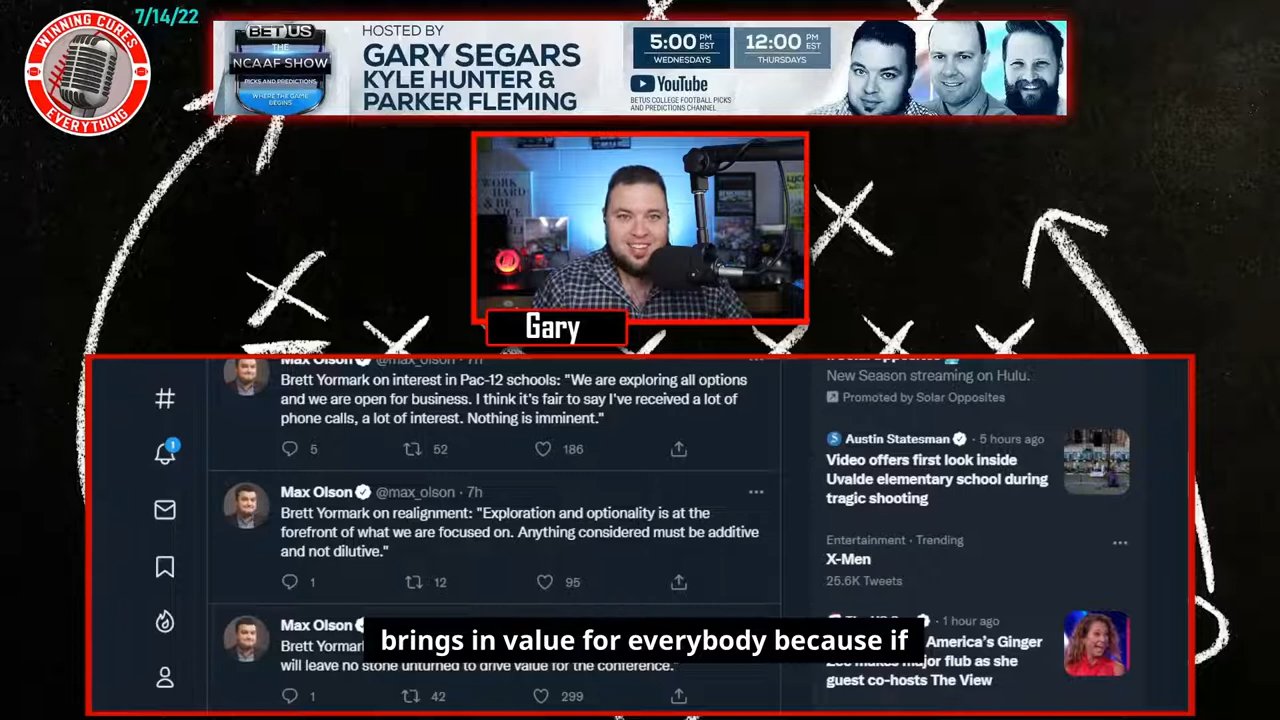 7/14/22
WINNING CURES
EVERYTHING
BETUS
THE
NCAAF SHOW
PICKS AND PREDICTIONS
WHERE THE GAME
BEGINS
HOSTED BY
GARY SEGARS
KYLE HUNTER &
PARKER FLEMING
5:00 PM EST
WEDNESDAYS
12:00 PM EST
THURSDAYS
YouTube
BETUS COLLEGE FOOTBALL PICKS
AND PREDICTIONS CHANNEL
WORK
HARD
& BE
Gary
Max Olson @max_olson · 7h
Brett Yormark on interest in Pac-12 schools: "We are exploring all options
and we are open for business. I think it's fair to say I've received a lot of
phone calls, a lot of interest. Nothing is imminent."
5 52 186
Max Olson @max_olson · 7h
Brett Yormark on realignment: "Exploration and optionality is at the
forefront of what we are focused on. Anything considered must be additive
and not dilutive."
1 12 95
Max Olson
Brett Yormark
will leave no stone unturned to drive value for the conference."
1 42 299
1
New Season streaming on Hulu.
Promoted by Solar Opposites
Austin Statesman · 5 hours ago
Video offers first look inside
Uvalde elementary school during
tragic shooting
Entertainment · Trending
X-Men
25.6K Tweets
· 1 hour ago
America's Ginger
major flub as she
guest co-hosts The View
brings in value for everybody because if